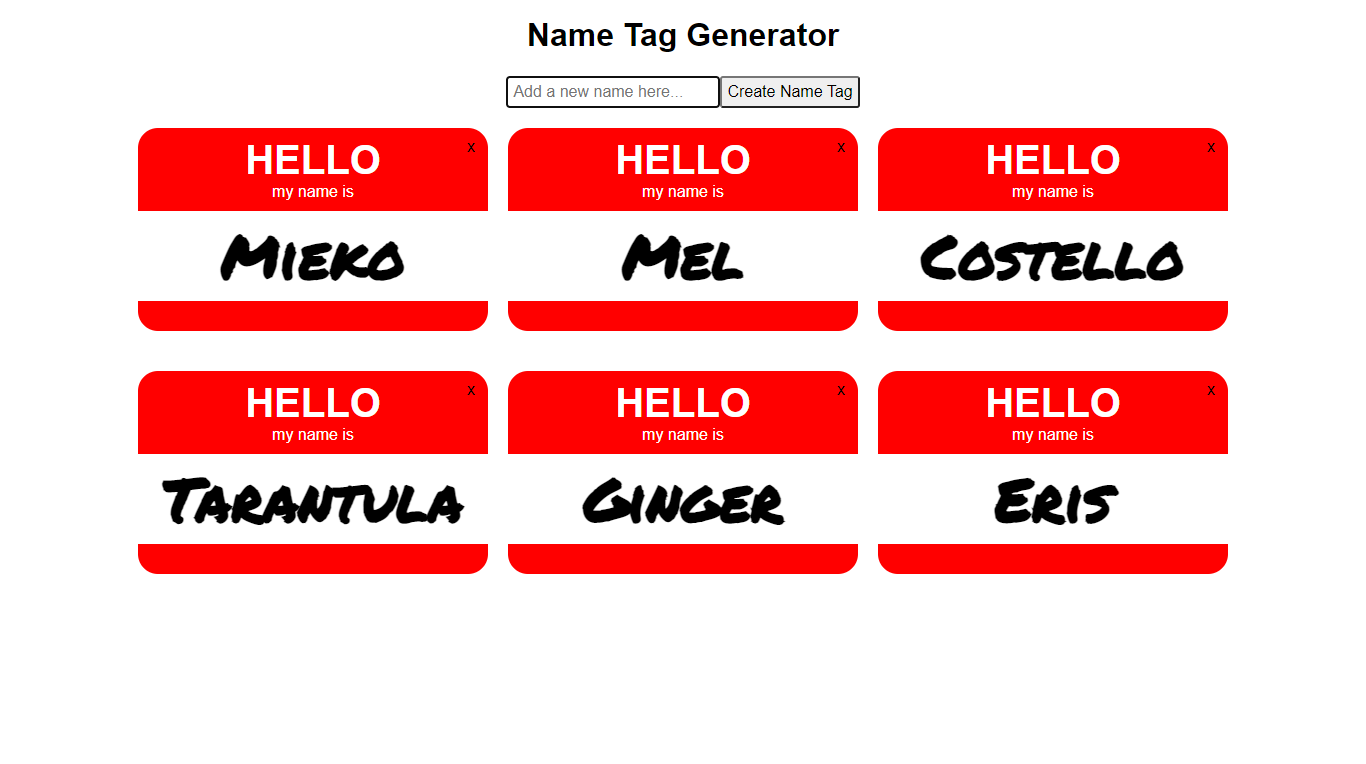 Name Tag Generator
Add a new name here... Create Name Tag
HELLO x
my name is
Mieko
HELLO x
my name is
Mel
HELLO x
my name is
Costello
HELLO x
my name is
Tarantula
HELLO x
my name is
Ginger
HELLO x
my name is
Eris